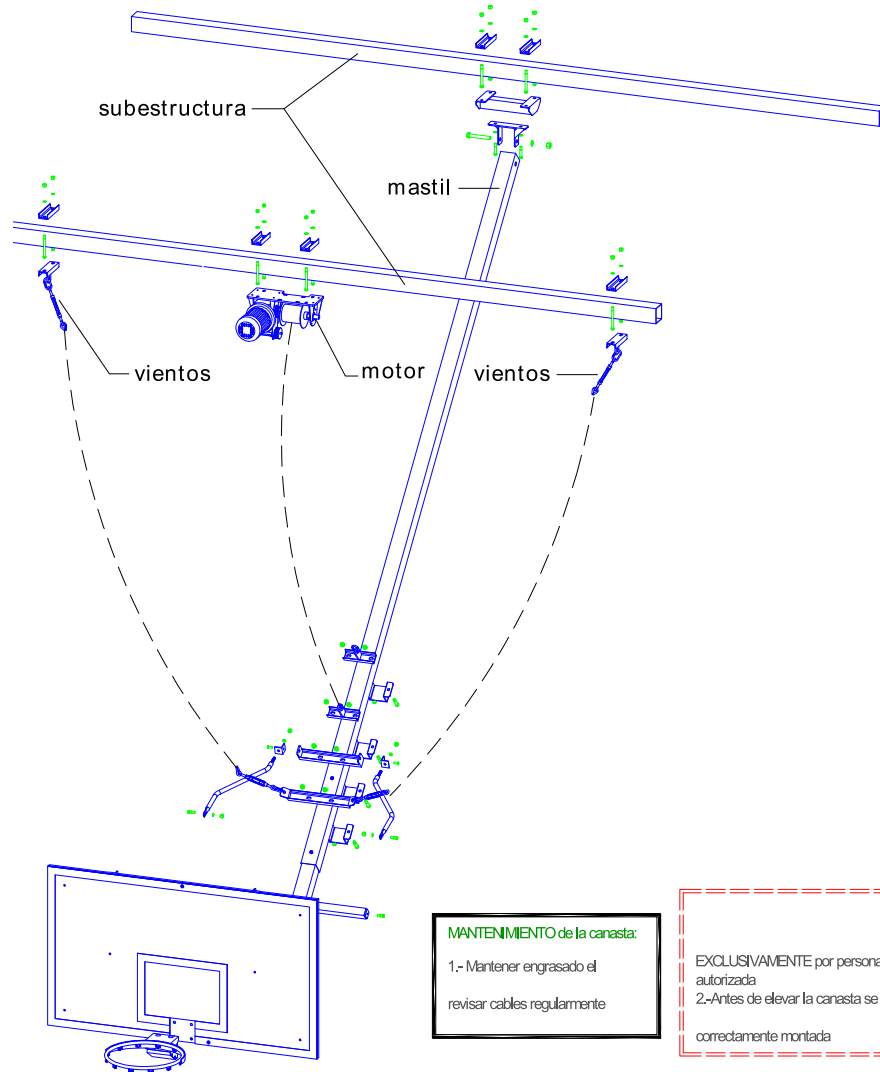 subestructura
mastil
vientos
motor
vientos
MANTENIMIENTO de la canasta:
1.- Mantener engrasado el
revisar cables regularmente
EXCLUSIVAMENTE por persona
autorizada
2.-Antes de elevar la canasta se
correctamente montada